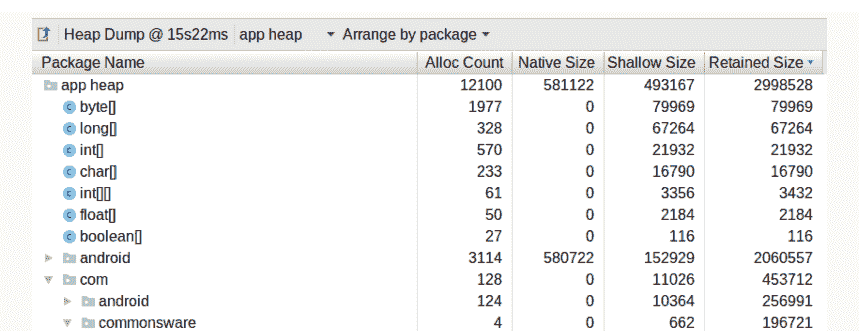 Heap Dump @ 15s22ms app heap Arrange by package
Package Name Alloc Count Native Size Shallow Size Retained Size
app heap 12100 581122 493167 2998528
byte[] 1977 0 79969 79969
long[] 328 0 67264 67264
int[] 570 0 21932 21932
char[] 233 0 16790 16790
int[][] 61 0 3356 3432
float[] 50 0 2184 2184
boolean[] 27 0 116 116
android 3114 580722 152929 2060557
com 128 0 11026 453712
android 124 0 10364 256991
commonsware 4 0 662 196721